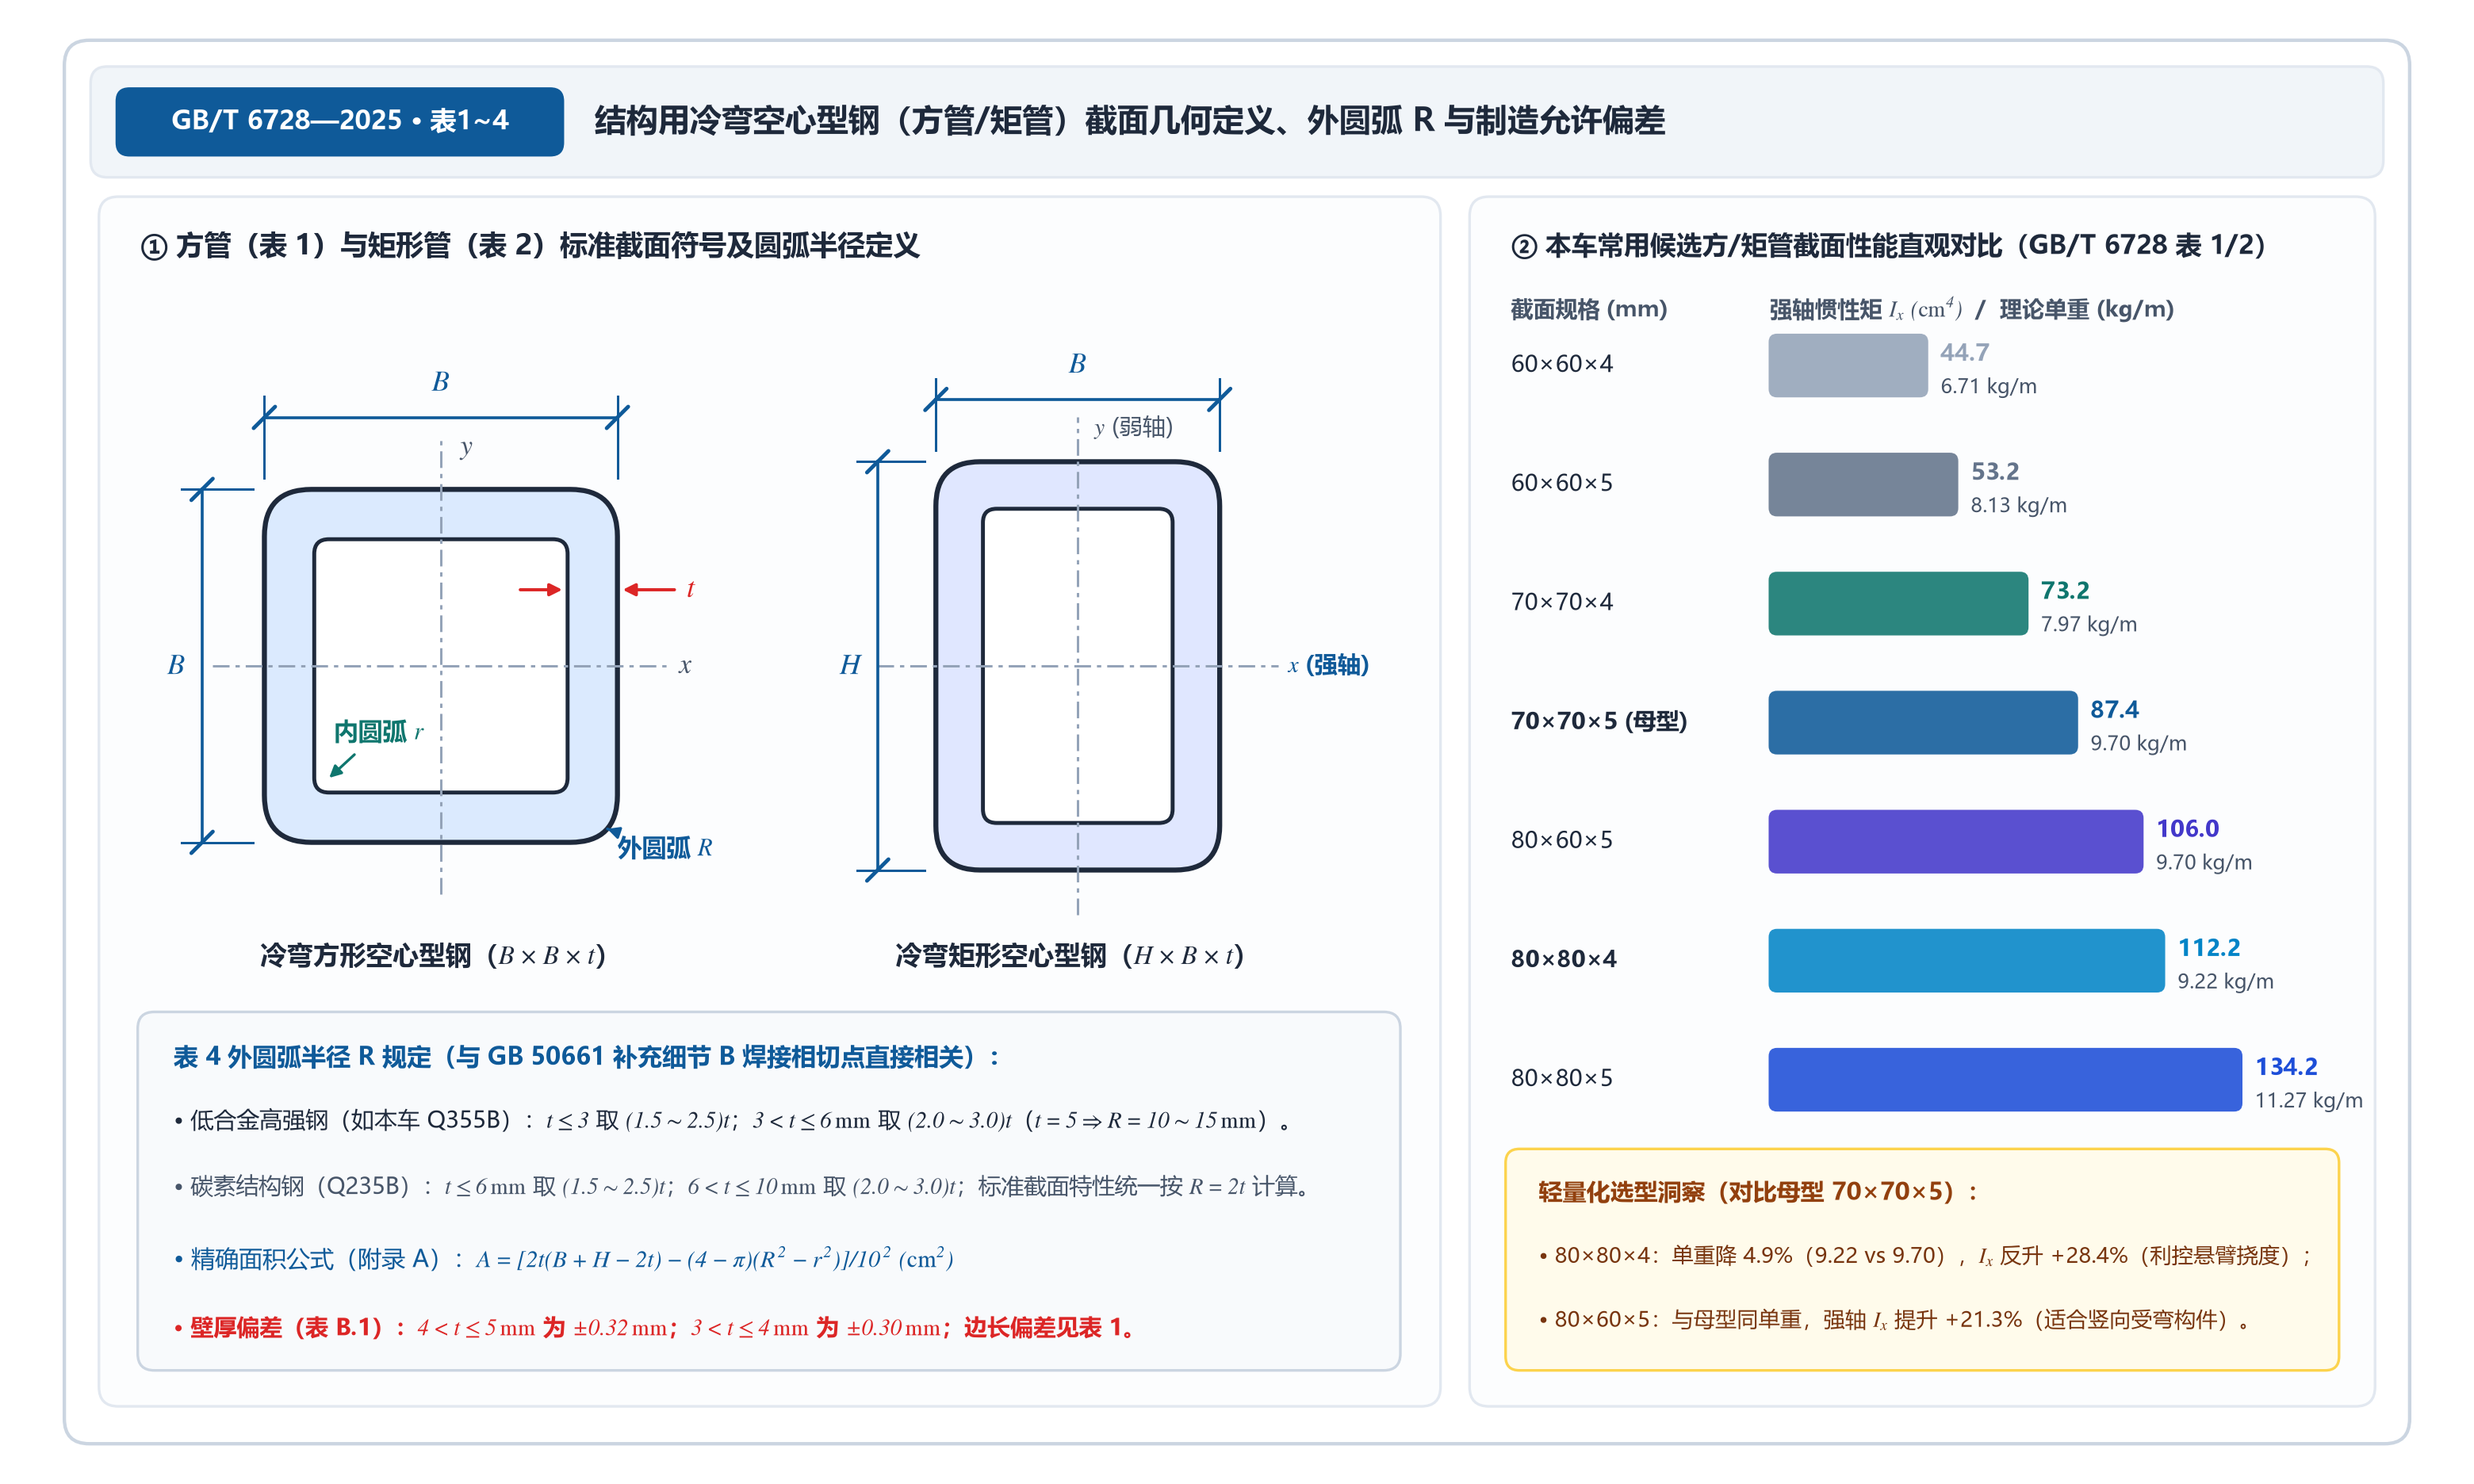 GB/T 6728—2025 • 表1~4
结构用冷弯空心型钢（方管/矩管）截面几何定义、外圆弧 R 与制造允许偏差
① 方管（表 1）与矩形管（表 2）标准截面符号及圆弧半径定义
B
y
B
t
x
内圆弧 r
外圆弧 R
冷弯方形空心型钢（B × B × t）
B
y (弱轴)
H
x (强轴)
冷弯矩形空心型钢（H × B × t）
表 4 外圆弧半径 R 规定（与 GB 50661 补充细节 B 焊接相切点直接相关）:
• 低合金高强钢（如本车 Q355B）: t ≤ 3 取 (1.5 ~ 2.5)t; 3 < t ≤ 6 mm 取 (2.0 ~ 3.0)t（t = 5 ⇒ R = 10 ~ 15 mm）。
• 碳素结构钢（Q235B）: t ≤ 6 mm 取 (1.5 ~ 2.5)t; 6 < t ≤ 10 mm 取 (2.0 ~ 3.0)t; 标准截面特性统一按 R = 2t 计算。
• 精确面积公式（附录 A）: A = [2t(B + H − 2t) − (4 − π)(R² − r²)]/10² (cm²)
• 壁厚偏差（表 B.1）: 4 < t ≤ 5 mm 为 ±0.32 mm; 3 < t ≤ 4 mm 为 ±0.30 mm; 边长偏差见表 1。
② 本车常用候选方/矩管截面性能直观对比（GB/T 6728 表 1/2）
截面规格 (mm)
强轴惯性矩 Iₓ (cm⁴) / 理论单重 (kg/m)
60×60×4
44.7
6.71 kg/m
60×60×5
53.2
8.13 kg/m
70×70×4
73.2
7.97 kg/m
70×70×5 (母型)
87.4
9.70 kg/m
80×60×5
106.0
9.70 kg/m
80×80×4
112.2
9.22 kg/m
80×80×5
134.2
11.27 kg/m
轻量化选型洞察（对比母型 70×70×5）:
• 80×80×4: 单重降 4.9%（9.22 vs 9.70）, Iₓ 反升 +28.4%（利控悬臂挠度）;
• 80×60×5: 与母型同单重, 强轴 Iₓ 提升 +21.3%（适合竖向受弯构件）。